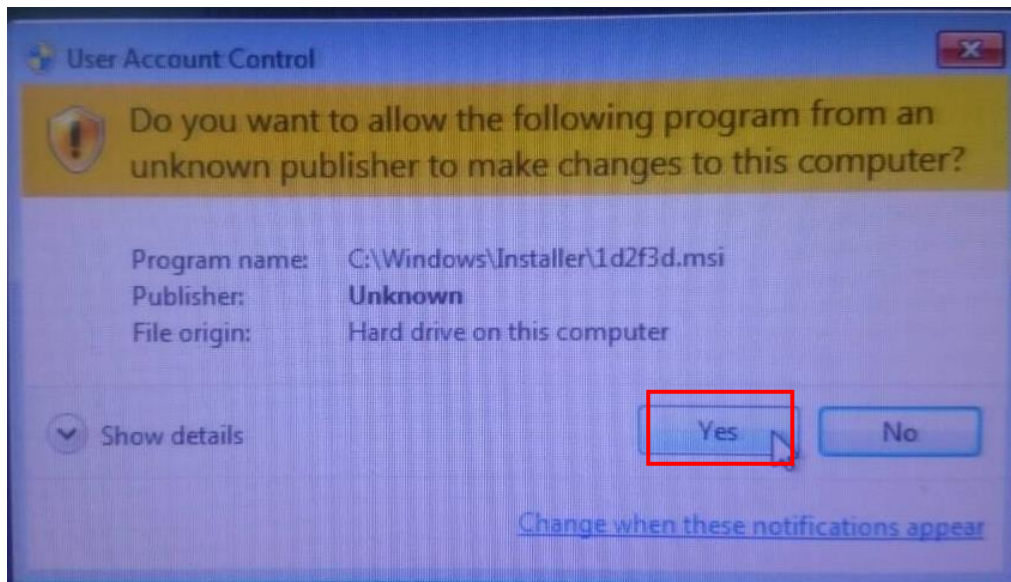 User Account Control
Do you want to allow the following program from an
unknown publisher to make changes to this computer?
Program name: C:\Windows\Installer\1d2f3d.msi
Publisher: Unknown
File origin: Hard drive on this computer
Show details
Yes No
Change when these notifications appear